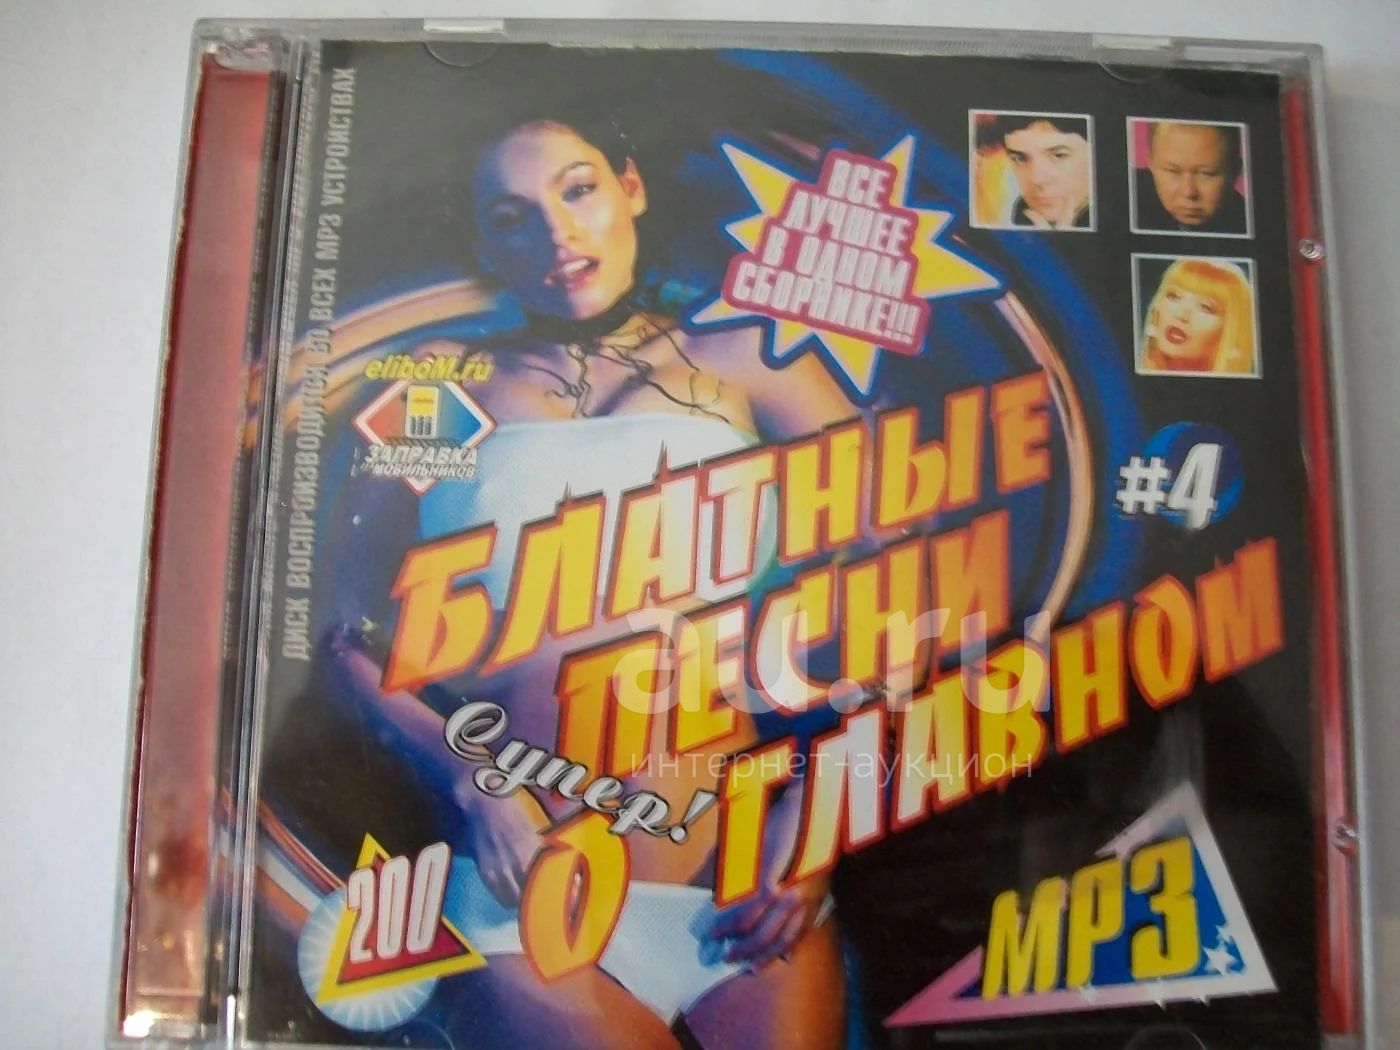 ДИСК ВОСПРОИЗВОДИТСЯ ВО ВСЕХ MP3 УСТРОЙСТВАХ
ВСЕ
ЛУЧШЕЕ
В ОДНОМ
СБОРНИКЕ!!!
eliboM.ru
ЗАПРАВКА
МОБИЛЬНИКОВ
#4
БЛАТНЫЕ
ПЕСНИ
О ГЛАВНОМ
Супер!
200
MP3
au.ru
интернет-аукцион